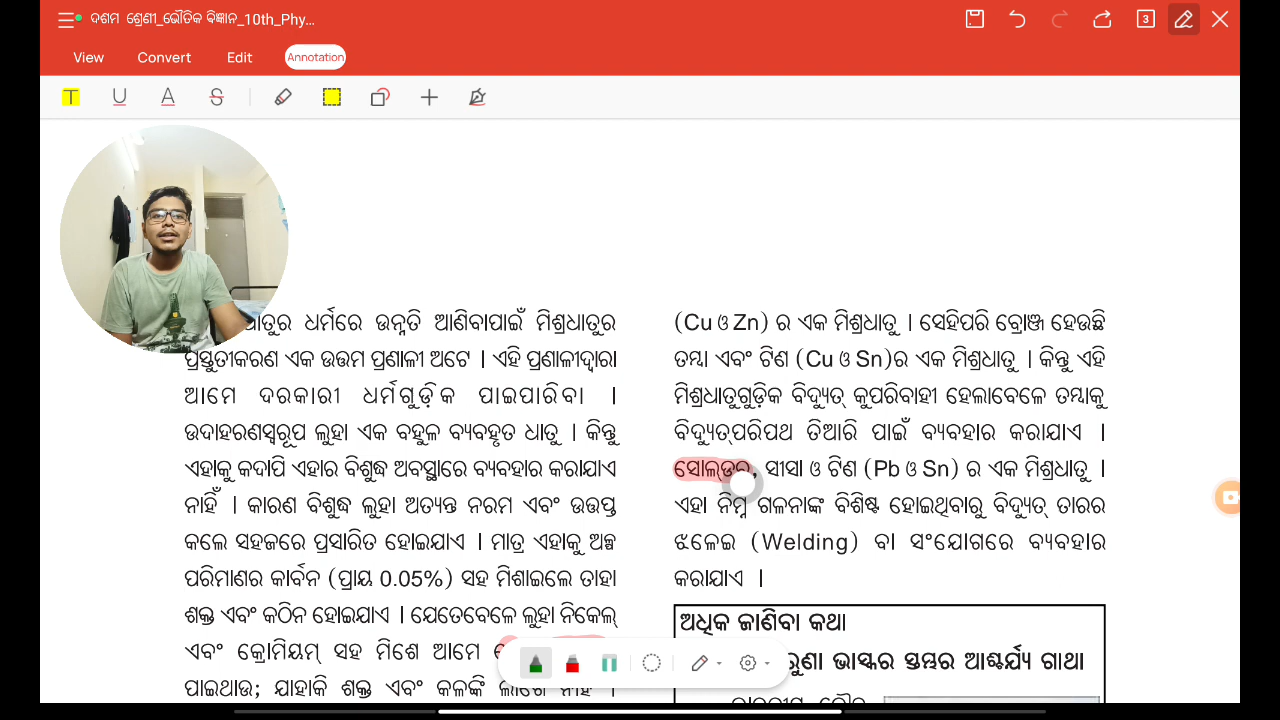 ଦଶମ ଶ୍ରେଣୀ_ଭୌତିକ ବିଜ୍ଞାନ_10th_Phy...
3
View Convert Edit Annotation
T U A S
ଧାତୁର ଧର୍ମରେ ଉନ୍ନତି ଆଣିବାପାଇଁ ମିଶ୍ରଧାତୁର
ପ୍ରସ୍ତୁତୀକରଣ ଏକ ଉତ୍ତମ ପ୍ରଣାଳୀ ଅଟେ । ଏହି ପ୍ରଣାଳୀଦ୍ୱାରା
ଆମେ ଦରକାରୀ ଧର୍ମଗୁଡ଼ିକ ପାଇପାରିବା ।
ଉଦାହରଣସ୍ୱରୂପ ଲୁହା ଏକ ବହୁଳ ବ୍ୟବହୃତ ଧାତୁ । କିନ୍ତୁ
ଏହାକୁ କଦାପି ଏହାର ବିଶୁଦ୍ଧ ଅବସ୍ଥାରେ ବ୍ୟବହାର କରାଯାଏ
ନାହିଁ । କାରଣ ବିଶୁଦ୍ଧ ଲୁହା ଅତ୍ୟନ୍ତ ନରମ ଏବଂ ଉତ୍ତପ୍ତ
କଲେ ସହଜରେ ପ୍ରସାରିତ ହୋଇଯାଏ । ମାତ୍ର ଏହାକୁ ଅଳ୍ପ
ପରିମାଣର କାର୍ବନ (ପ୍ରାୟ 0.05%) ସହ ମିଶାଇଲେ ତାହା
ଶକ୍ତ ଏବଂ କଠିନ ହୋଇଯାଏ । ଯେତେବେଳେ ଲୁହା ନିକେଲ୍
ଏବଂ କ୍ରୋମିୟମ୍ ସହ ମିଶେ ଆମେ
ପାଇଥାଉ; ଯାହାକି ଶକ୍ତ ଏବଂ କଳଙ୍କି ଲାଗେ ନାହିଁ ।
(Cu ଓ Zn) ର ଏକ ମିଶ୍ରଧାତୁ । ସେହିପରି ବ୍ରୋଞ୍ଜ ହେଉଛି
ତମ୍ବା ଏବଂ ଟିଣ (Cu ଓ Sn)ର ଏକ ମିଶ୍ରଧାତୁ । କିନ୍ତୁ ଏହି
ମିଶ୍ରଧାତୁଗୁଡ଼ିକ ବିଦ୍ୟୁତ୍ କୁପରିବାହୀ ହେଲାବେଳେ ତମ୍ବାକୁ
ବିଦ୍ୟୁତ୍‌ପରିପଥ ତିଆରି ପାଇଁ ବ୍ୟବହାର କରାଯାଏ ।
ସୋଲ୍‌ଡର, ସୀସା ଓ ଟିଣ (Pb ଓ Sn) ର ଏକ ମିଶ୍ରଧାତୁ ।
ଏହା ନିମ୍ନ ଗଳନାଙ୍କ ବିଶିଷ୍ଟ ହୋଇଥିବାରୁ ବିଦ୍ୟୁତ୍ ତାରର
ଝଳେଇ (Welding) ବା ସଂଯୋଗରେ ବ୍ୟବହାର
କରାଯାଏ ।
ଅଧିକ ଜାଣିବା କଥା
ରୁଣା ଭାସ୍କର ସ୍ତମ୍ଭର ଆଶ୍ଚର୍ଯ୍ୟ ଗାଥା